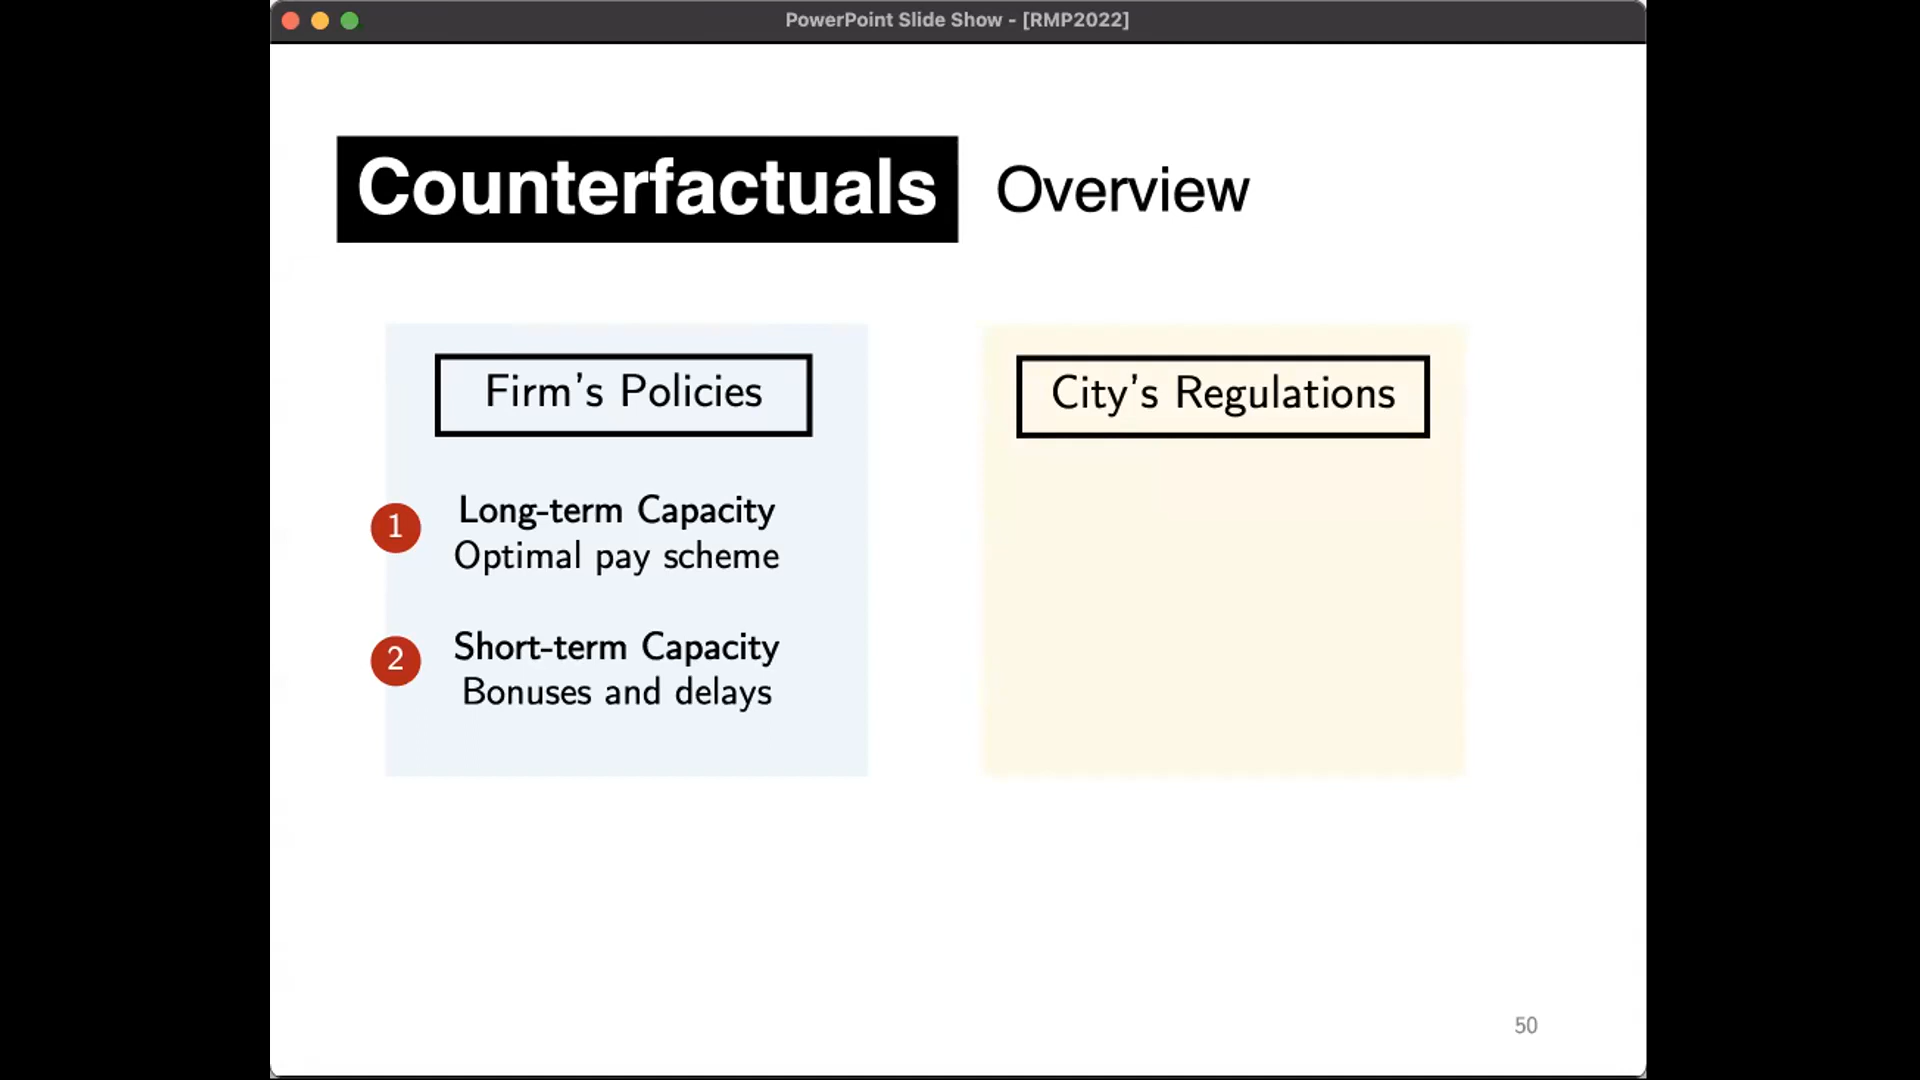 PowerPoint Slide Show - [RMP2022]
Counterfactuals Overview
Firm's Policies
1 Long-term Capacity
Optimal pay scheme
2 Short-term Capacity
Bonuses and delays
City's Regulations
50